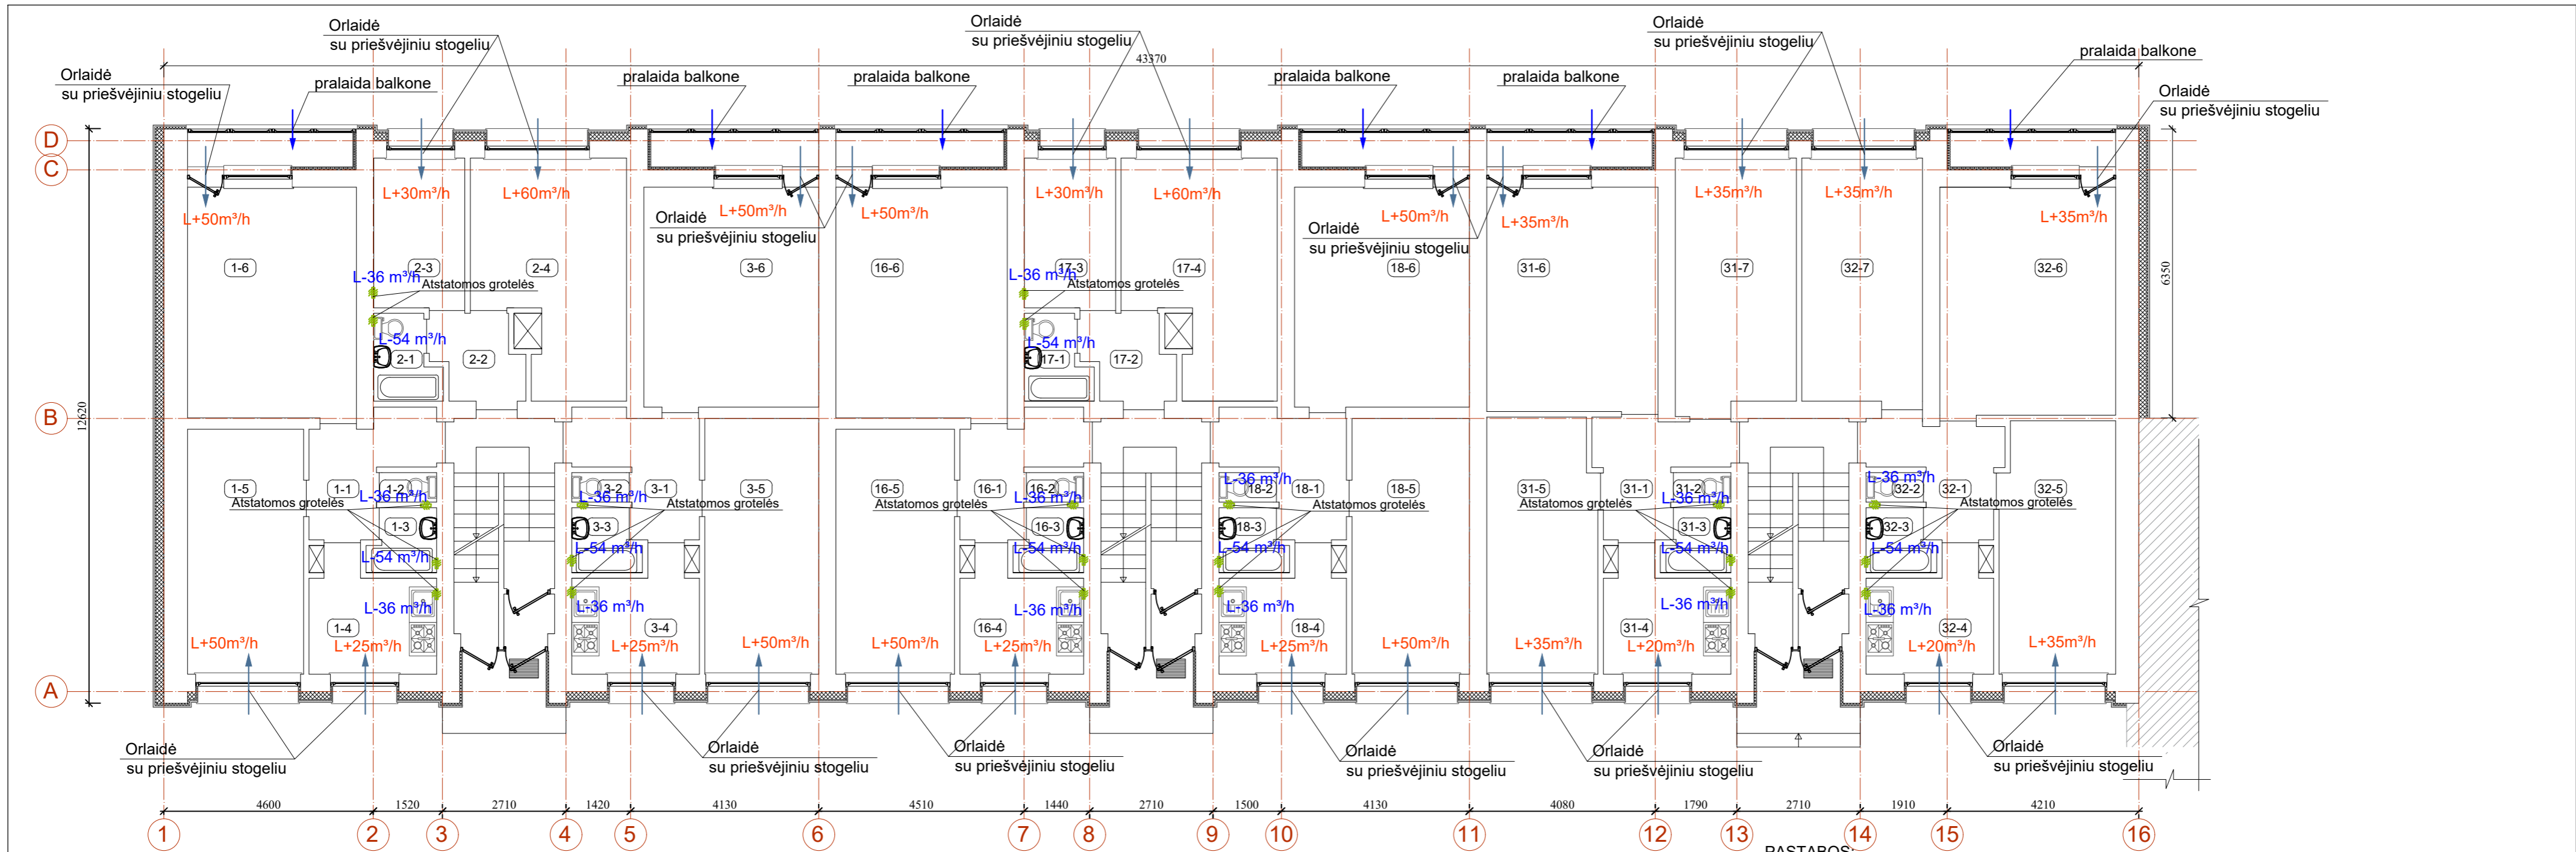 Orlaidė
su priešvėjiniu stogeliu
Orlaidė
su priešvėjiniu stogeliu
Orlaidė
su priešvėjiniu stogeliu
43370
pralaida balkone
Orlaidė
su priešvėjiniu stogeliu
pralaida balkone
pralaida balkone
pralaida balkone
pralaida balkone
pralaida balkone
Orlaidė
su priešvėjiniu stogeliu
D
C
L+50m³/h
L+30m³/h
L+60m³/h
L+50m³/h
L+50m³/h
L+30m³/h
L+60m³/h
L+50m³/h
L+35m³/h
L+35m³/h
L+35m³/h
L+35m³/h
Orlaidė
su priešvėjiniu stogeliu
Orlaidė
su priešvėjiniu stogeliu
1-6
2-3
2-4
3-6
16-6
17-3
17-4
18-6
31-6
31-7
32-7
32-6
6350
L-36 m³/h
Atstatomos grotelės
L-36 m³/h
Atstatomos grotelės
L-54 m³/h
2-1
2-2
L-54 m³/h
17-1
17-2
B
12620
1-5
1-1
1-2
L-36 m³/h
3-2
L-36 m³/h
3-1
3-5
16-5
16-1
16-2
L-36 m³/h
L-36 m³/h
18-2
18-1
18-5
31-5
31-1
31-2
L-36 m³/h
L-36 m³/h
32-2
32-1
32-5
Atstatomos grotelės
Atstatomos grotelės
Atstatomos grotelės
Atstatomos grotelės
Atstatomos grotelės
Atstatomos grotelės
1-3
3-3
16-3
18-3
31-3
32-3
L-54 m³/h
L-54 m³/h
L-54 m³/h
L-54 m³/h
L-54 m³/h
L-54 m³/h
L-36 m³/h
L-36 m³/h
L-36 m³/h
L-36 m³/h
L-36 m³/h
L-36 m³/h
1-4
3-4
16-4
18-4
31-4
32-4
L+50m³/h
L+25m³/h
L+25m³/h
L+50m³/h
L+50m³/h
L+25m³/h
L+25m³/h
L+50m³/h
L+35m³/h
L+20m³/h
L+20m³/h
L+35m³/h
A
Orlaidė
su priešvėjiniu stogeliu
Orlaidė
su priešvėjiniu stogeliu
Orlaidė
su priešvėjiniu stogeliu
Orlaidė
su priešvėjiniu stogeliu
Orlaidė
su priešvėjiniu stogeliu
Orlaidė
su priešvėjiniu stogeliu
4600
1520
2710
1420
4130
4510
1440
2710
1500
4130
4080
1790
2710
1910
4210
1
2
3
4
5
6
7
8
9
10
11
12
13
14
15
16
PASTABOS: